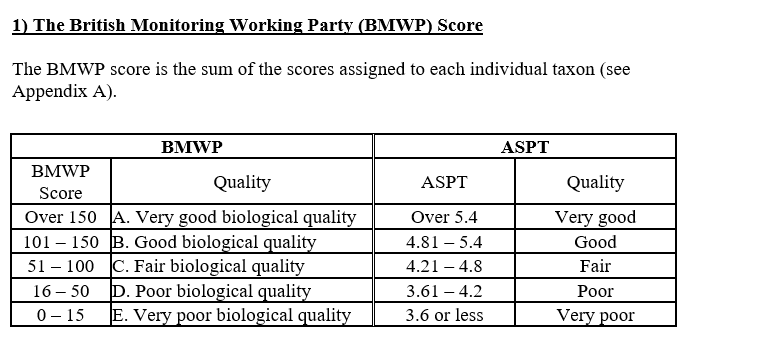 1) The British Monitoring Working Party (BMWP) Score
The BMWP score is the sum of the scores assigned to each individual taxon (see
Appendix A).
BMWP ASPT
BMWP
Score Quality ASPT Quality
Over 150 A. Very good biological quality Over 5.4 Very good
101 – 150 B. Good biological quality 4.81 – 5.4 Good
51 – 100 C. Fair biological quality 4.21 – 4.8 Fair
16 – 50 D. Poor biological quality 3.61 – 4.2 Poor
0 – 15 E. Very poor biological quality 3.6 or less Very poor